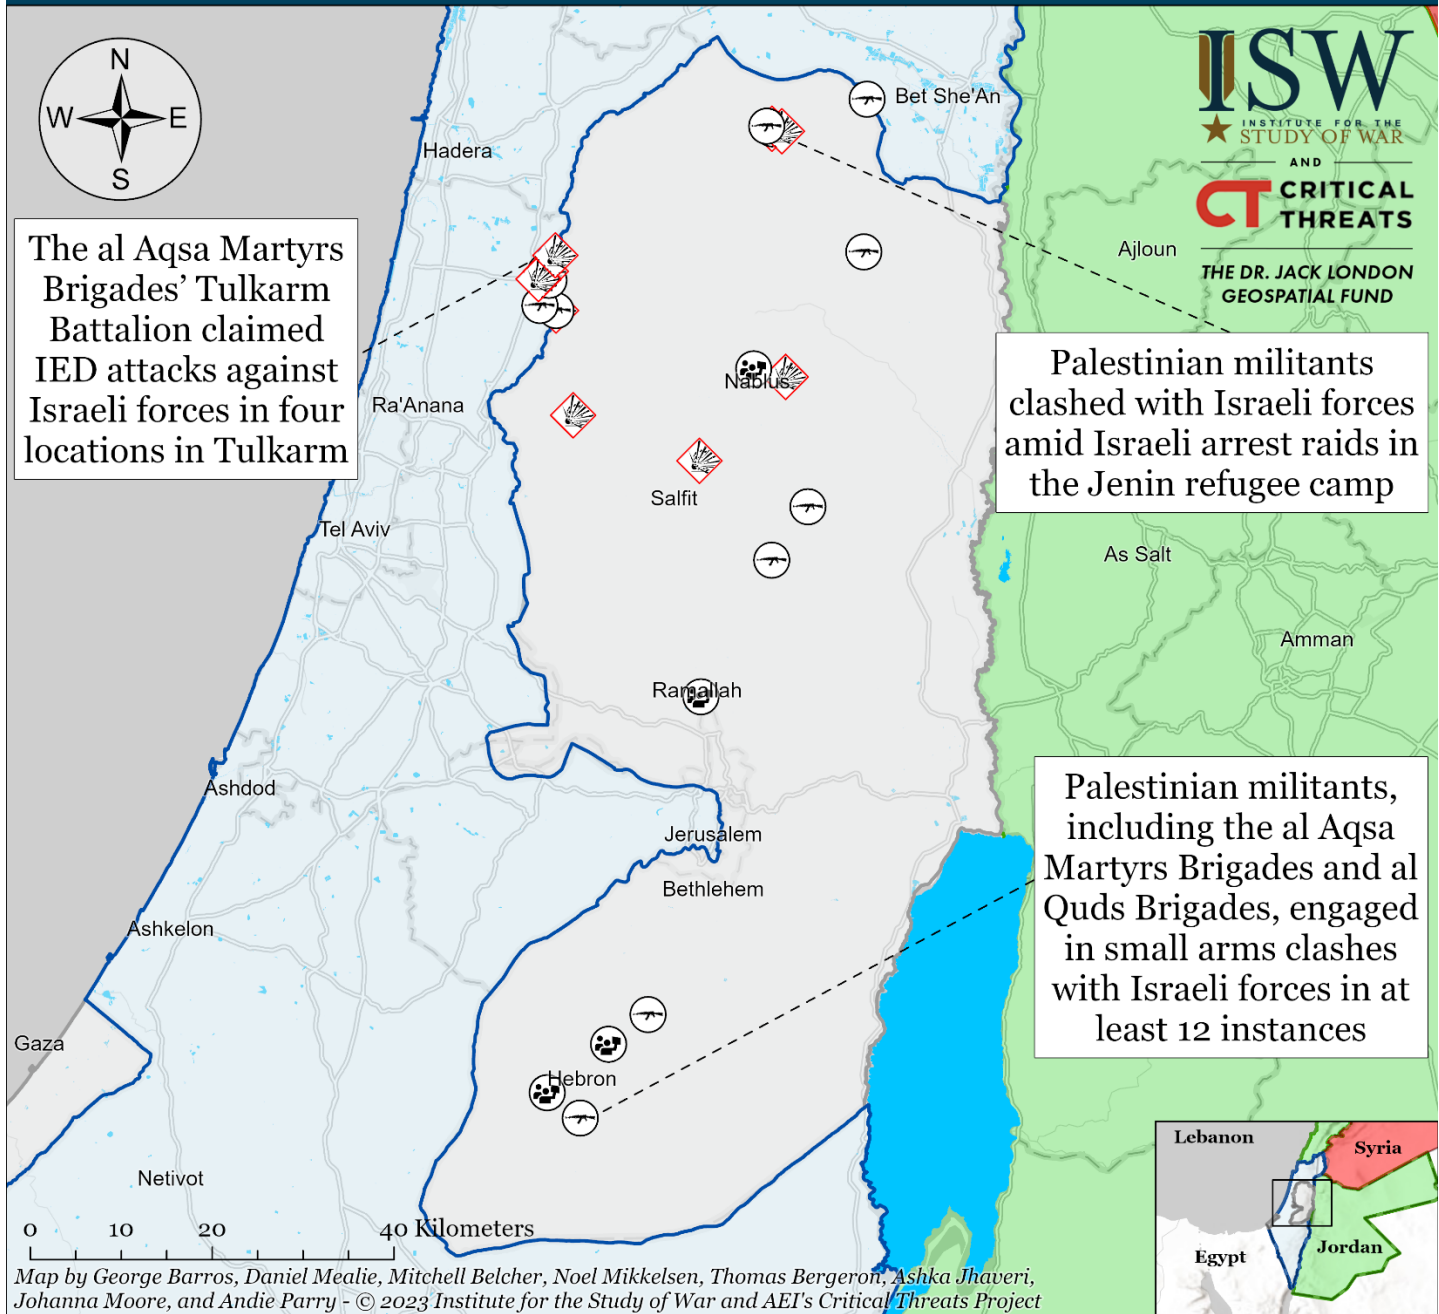 N
W E
S
Bet She'An
Hadera
ISW
INSTITUTE FOR THE
STUDY OF WAR
AND
CT CRITICAL
THREATS
THE DR. JACK LONDON
GEOSPATIAL FUND
The al Aqsa Martyrs
Brigades’ Tulkarm
Battalion claimed
IED attacks against
Israeli forces in four
locations in Tulkarm
Ajloun
Palestinian militants
clashed with Israeli forces
amid Israeli arrest raids in
the Jenin refugee camp
Nablus
Ra'Anana
Salfit
Tel Aviv
As Salt
Amman
Ramallah
Ashdod
Jerusalem
Bethlehem
Palestinian militants,
including the al Aqsa
Martyrs Brigades and al
Quds Brigades, engaged
in small arms clashes
with Israeli forces in at
least 12 instances
Ashkelon
Gaza
Hebron
Netivot
Lebanon
Syria
Egypt
Jordan
0 10 20 40 Kilometers
Map by George Barros, Daniel Mealie, Mitchell Belcher, Noel Mikkelsen, Thomas Bergeron, Ashka Jhaveri,
Johanna Moore, and Andie Parry - © 2023 Institute for the Study of War and AEI's Critical Threats Project